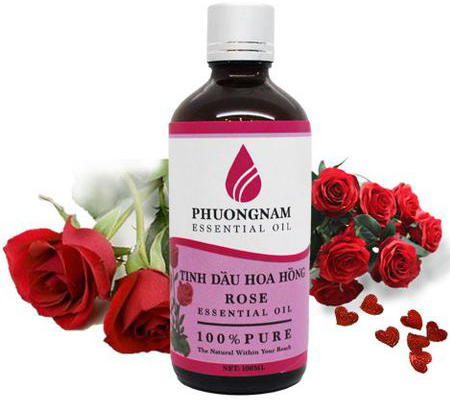 PHUONGNAM
ESSENTIAL OIL
TINH DẦU HOA HỒNG
ROSE
ESSENTIAL OIL
100% PURE
The Natural Within Your Reach
NET: 100ML